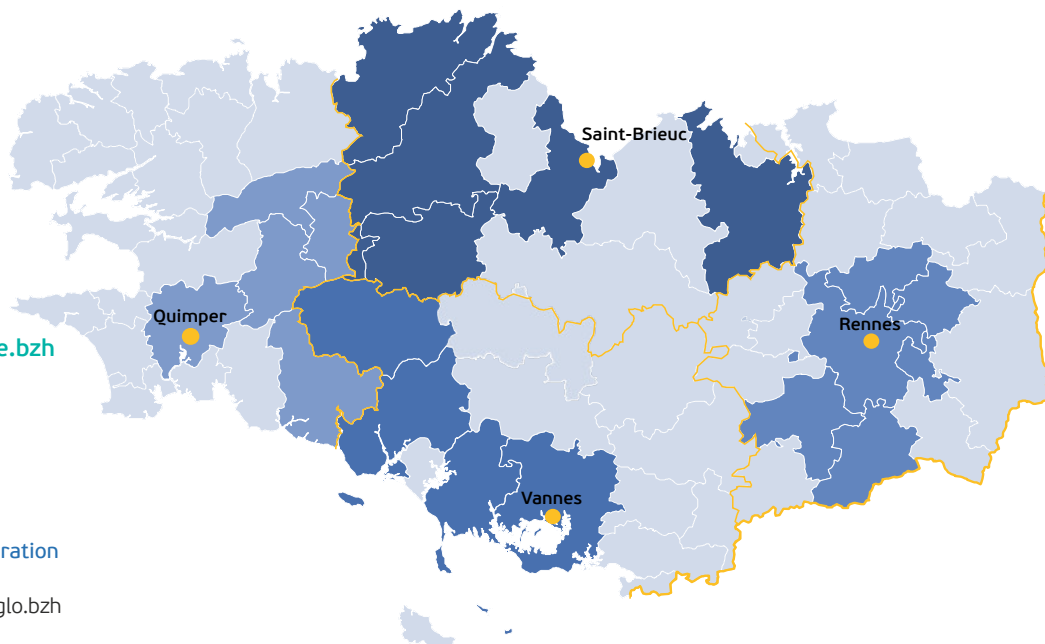 Saint-Brieuc
Quimper
Rennes
e.bzh
Vannes
ration
glo.bzh